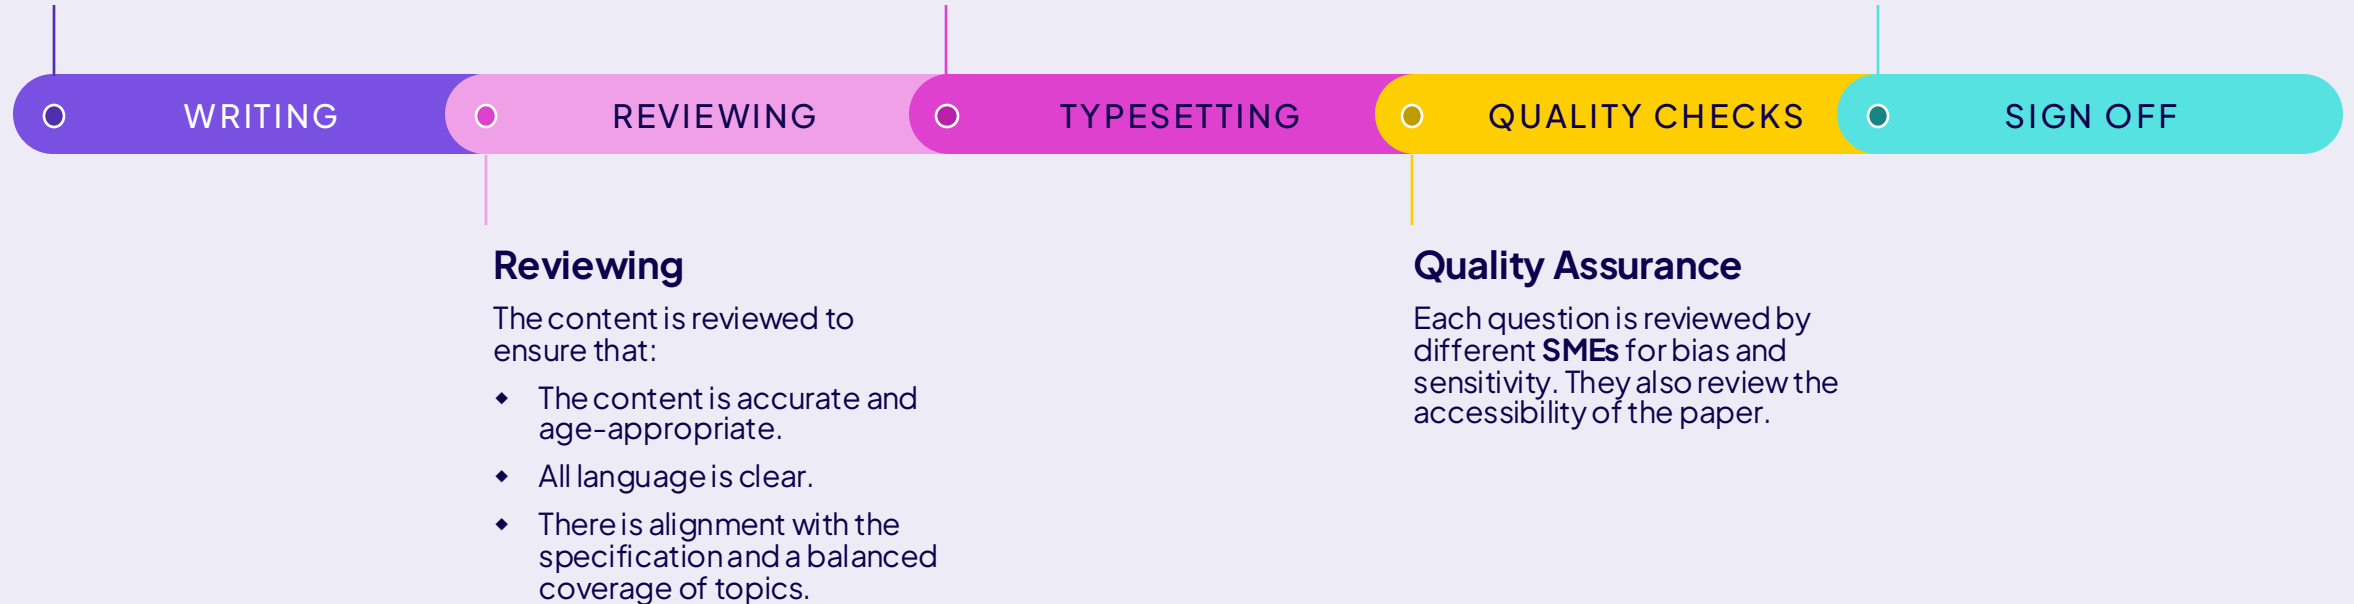 WRITING
REVIEWING
TYPESETTING
QUALITY CHECKS
SIGN OFF
Reviewing
The content is reviewed to
ensure that:
◆ The content is accurate and
age-appropriate.
◆ All language is clear.
◆ There is alignment with the
specification and a balanced
coverage of topics.
Quality Assurance
Each question is reviewed by
different SMEs for bias and
sensitivity. They also review the
accessibility of the paper.